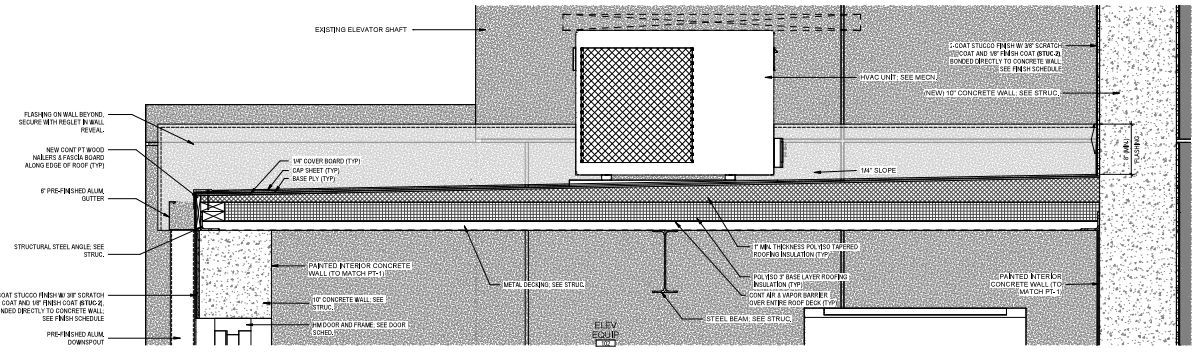 EXISTING ELEVATOR SHAFT
-COAT STUCCO FINISH W/ 3/8" SCRATCH
COAT AND 1/8" FINISH COAT (STUC-2),
BONDED DIRECTLY TO CONCRETE WALL;
SEE FINISH SCHEDULE
HVAC UNIT; SEE MECH.
(NEW) 10" CONCRETE WALL; SEE STRUC.
FLASHING ON WALL BEYOND,
SECURE WITH REGLET IN WALL
REVEAL.
8" (MIN.)
FLASHING
NEW CONT PT WOOD
NAILERS & FASCIA BOARD
ALONG EDGE OF ROOF (TYP)
1/4" COVER BOARD (TYP)
CAP SHEET (TYP)
BASE PLY (TYP)
1/4" SLOPE
6" PRE-FINISHED ALUM.
GUTTER
STRUCTURAL STEEL ANGLE; SEE
STRUC.
1" MIN. THICKNESS POLYISO TAPERED
ROOFING INSULATION (TYP)
PAINTED INTERIOR CONCRETE
WALL (TO MATCH PT-1)
METAL DECKING; SEE STRUC.
POLYISO 3" BASE LAYER ROOFING
INSULATION (TYP)
PAINTED INTERIOR
CONCRETE WALL (TO
MATCH PT-1)
COAT STUCCO FINISH W/ 3/8" SCRATCH
COAT AND 1/8" FINISH COAT (STUC-2),
ONDED DIRECTLY TO CONCRETE WALL;
SEE FINISH SCHEDULE
10" CONCRETE WALL; SEE
STRUC.
CONT AIR & VAPOR BARRIER
OVER ENTIRE ROOF DECK (TYP)
STEEL BEAM; SEE STRUC.
HM DOOR AND FRAME; SEE DOOR
SCHED.
PRE-FINISHED ALUM.
DOWNSPOUT
ELEV
EQUIP
102